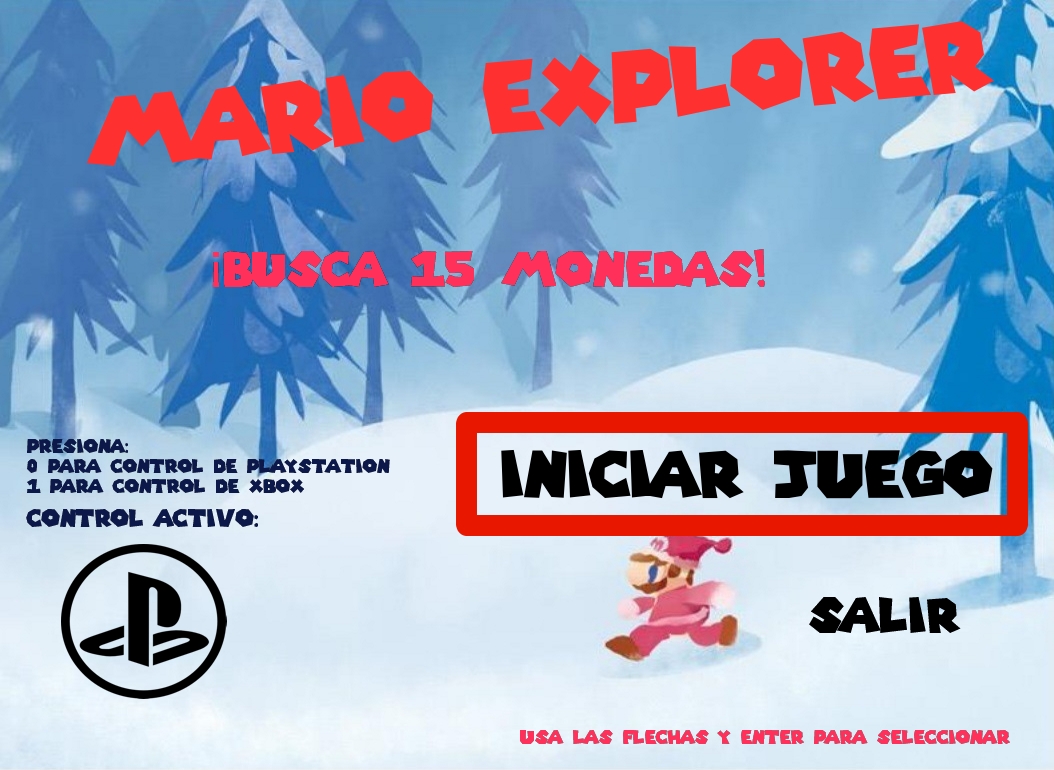 MARIO EXPLORER
¡BUSCA 15 MONEDAS!
PRESIONA:
0 PARA CONTROL DE PLAYSTATION
1 PARA CONTROL DE XBOX
CONTROL ACTIVO:
INICIAR JUEGO
SALIR
USA LAS FLECHAS Y ENTER PARA SELECCIONAR